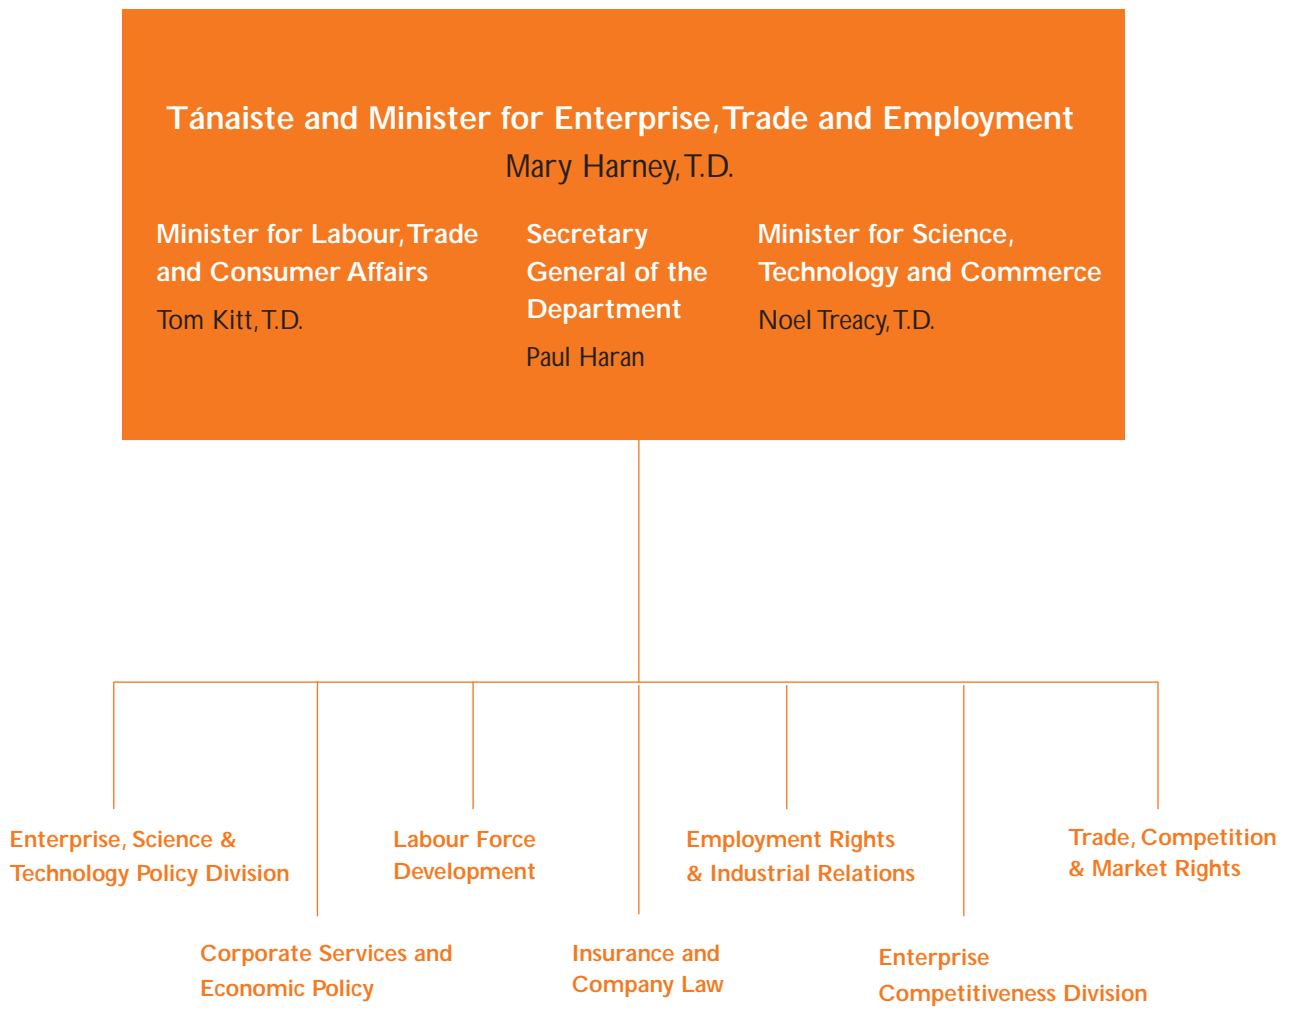 Tánaiste and Minister for Enterprise, Trade and Employment
Mary Harney, T.D.
Minister for Labour, Trade
and Consumer Affairs
Tom Kitt, T.D.
Secretary
General of the
Department
Paul Haran
Minister for Science,
Technology and Commerce
Noel Treacy, T.D.
Enterprise, Science &
Technology Policy Division
Corporate Services and
Economic Policy
Labour Force
Development
Insurance and
Company Law
Employment Rights
& Industrial Relations
Enterprise
Competitiveness Division
Trade, Competition
& Market Rights